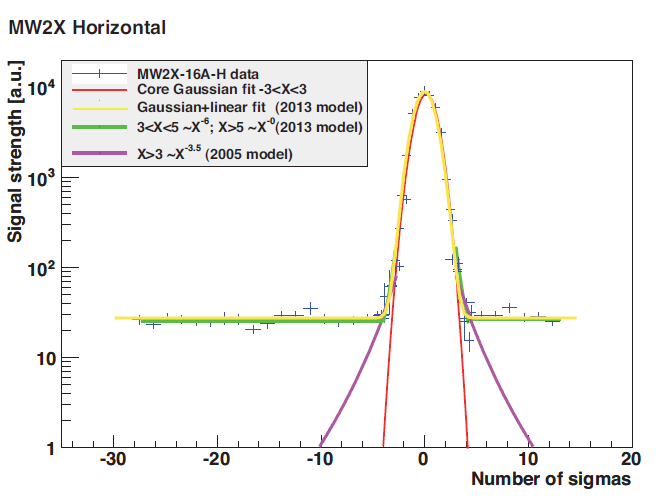 MW2X Horizontal
Signal strength [a.u.]
MW2X-16A-H data
Core Gaussian fit -3<X<3
Gaussian+linear fit (2013 model)
3<X<5 ~X^-6; X>5 ~X^-0(2013 model)
X>3 ~X^-3.5 (2005 model)
10^4
10^3
10^2
10
1
-30 -20 -10 0 10 20
Number of sigmas